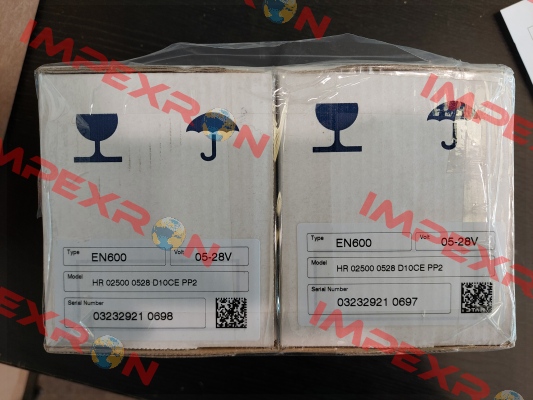 IMPEXRON
IMPEXRON
IMPEXRON
IMPEXRON
IMPEXRON
Type EN600 Volt 05-28V
Model
HR 02500 0528 D10CE PP2
Serial Number
03232921 0698
Type EN600 Volt 05-28V
Model
HR 02500 0528 D10CE PP2
Serial Number
03232921 0697